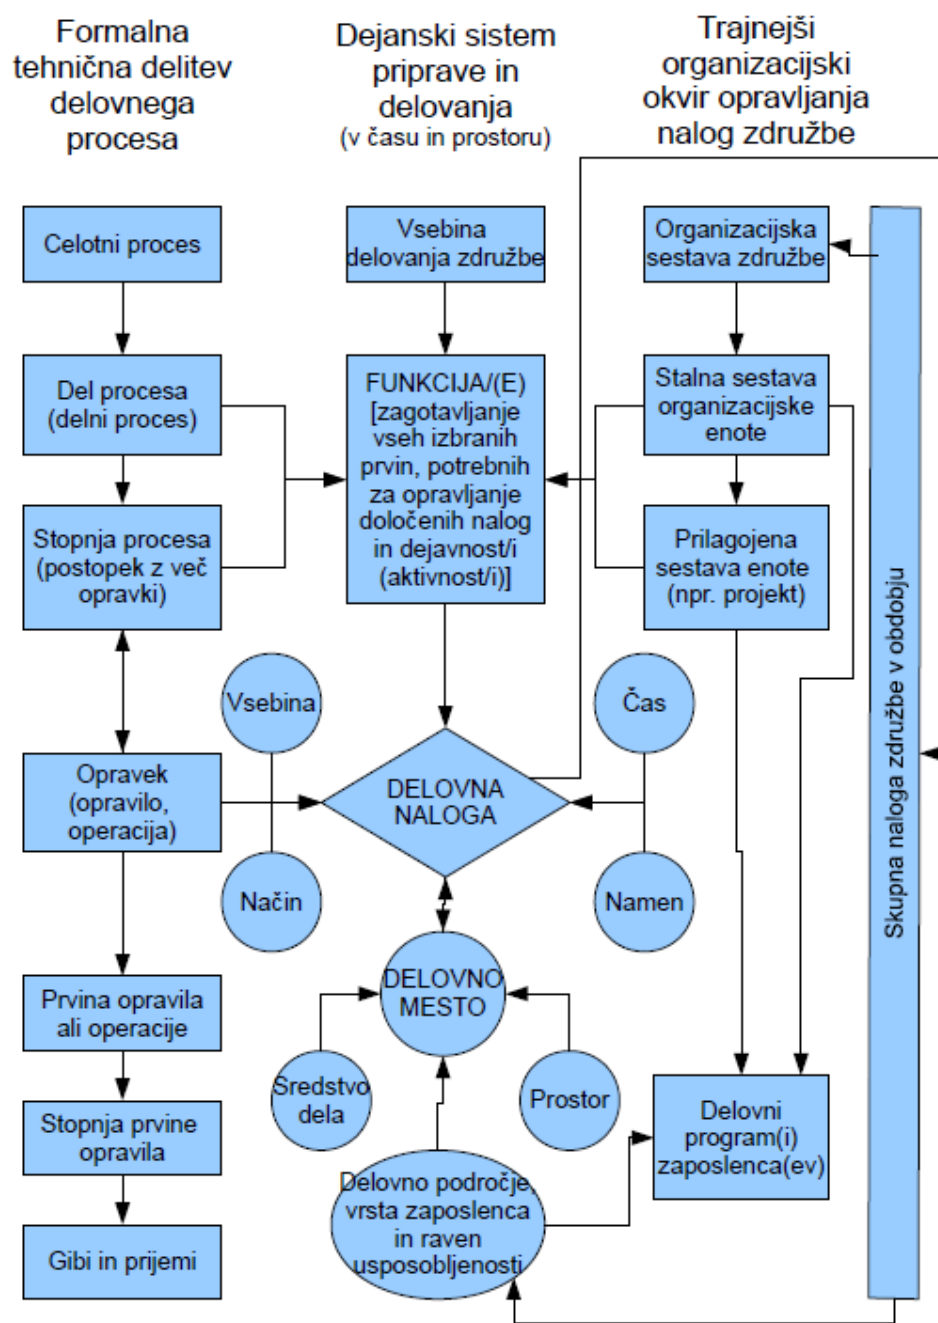 Formalna
tehnična delitev
delovnega
procesa
Dejanski sistem
priprave in
delovanja
(v času in prostoru)
Trajnejši
organizacijski
okvir opravljanja
nalog združbe
Celotni proces
Vsebina
delovanja združbe
Organizacijska
sestava združbe
Del procesa
(delni proces)
FUNKCIJA/(E)
[zagotavljanje
vseh izbranih
prvin, potrebnih
za opravljanje
določenih nalog
in dejavnost/i
(aktivnost/i)]
Stalna sestava
organizacijske
enote
Stopnja procesa
(postopek z več
opravki)
Prilagojena
sestava enote
(npr. projekt)
Skupna naloga združbe v obdobju
Vsebina
Čas
Opravek
(opravilo,
operacija)
DELOVNA
NALOGA
Način
Namen
Prvina opravila
ali operacije
DELOVNO
MESTO
Sredstvo
dela
Prostor
Stopnja prvine
opravila
Delovni
program(i)
zaposlenca(ev)
Delovno področje,
vrsta zaposlenca
in raven
usposobljenosti
Gibi in prijemi